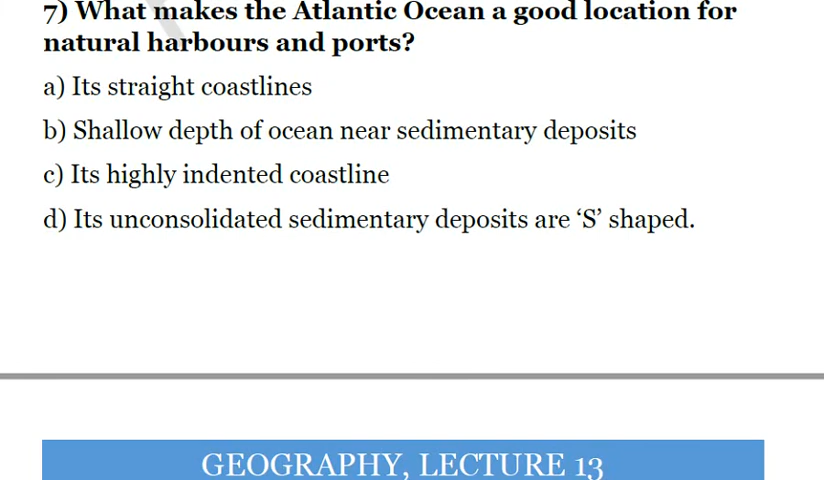 7) What makes the Atlantic Ocean a good location for
natural harbours and ports?
a) Its straight coastlines
b) Shallow depth of ocean near sedimentary deposits
c) Its highly indented coastline
d) Its unconsolidated sedimentary deposits are ‘S’ shaped.
GEOGRAPHY, LECTURE 13